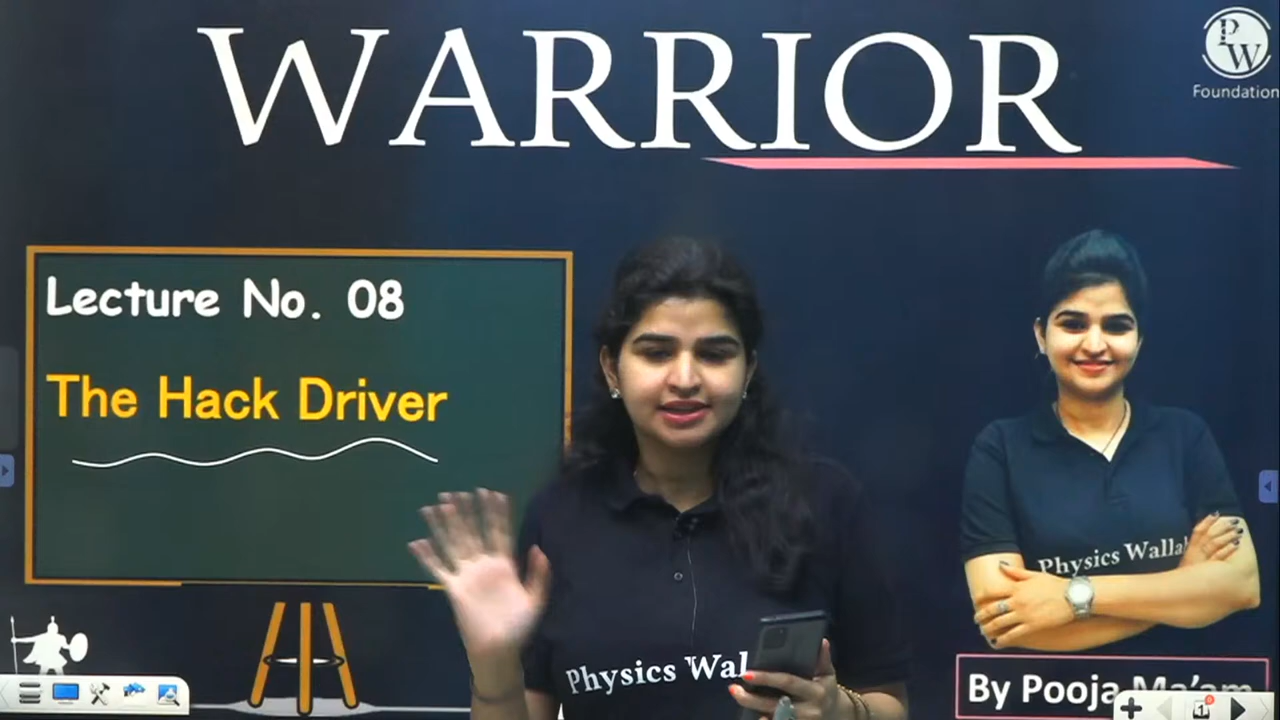 WARRIOR
PW
Foundation
Lecture No. 08
The Hack Driver
Physics Wallah
Physics Wal
By Pooja Ma'am